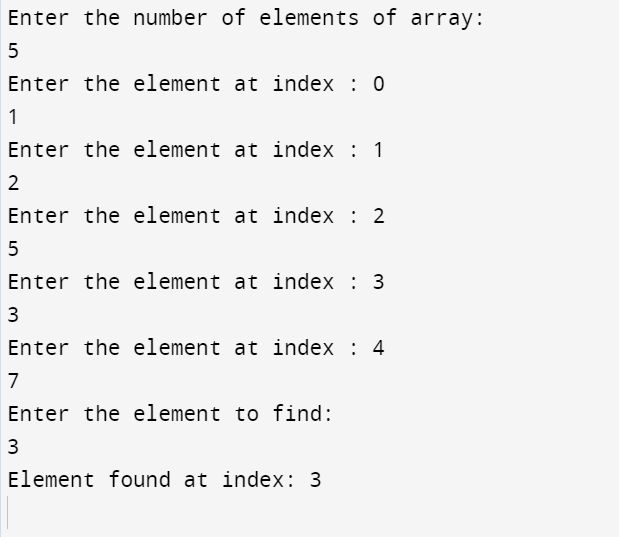 Enter the number of elements of array:
5
Enter the element at index : 0
1
Enter the element at index : 1
2
Enter the element at index : 2
5
Enter the element at index : 3
3
Enter the element at index : 4
7
Enter the element to find:
3
Element found at index: 3